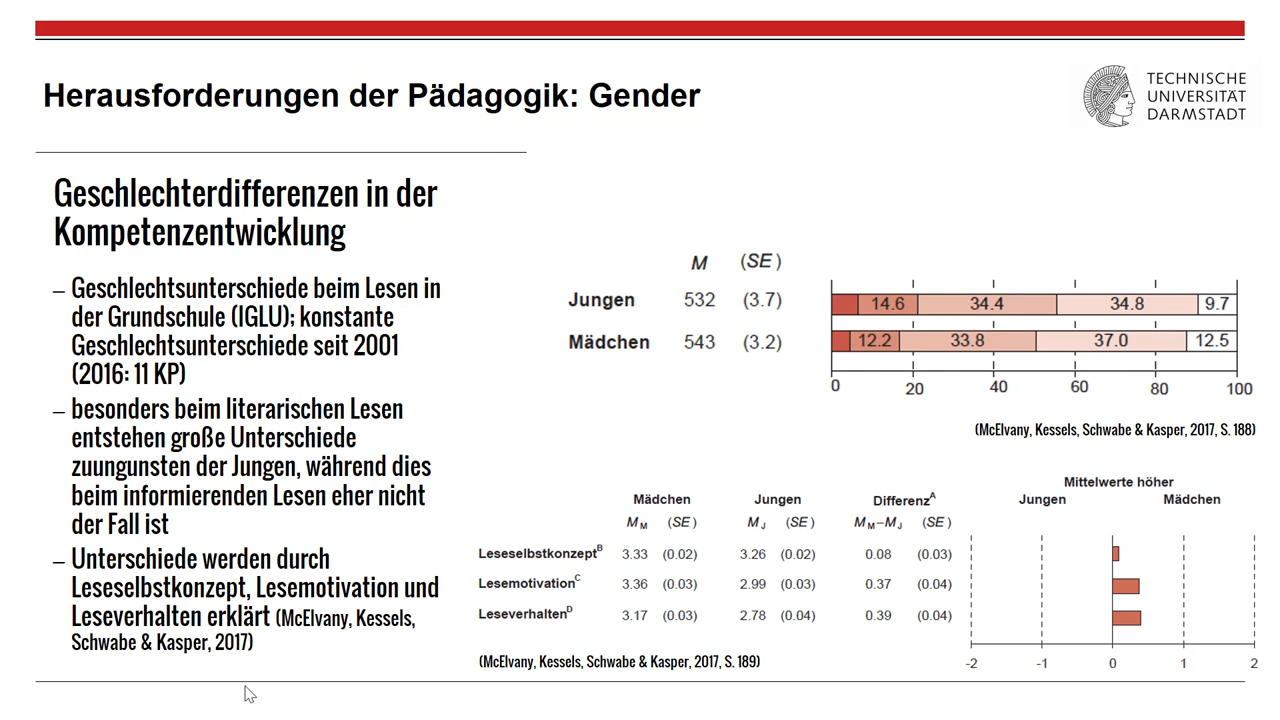 Herausforderungen der Pädagogik: Gender
TECHNISCHE
UNIVERSITÄT
DARMSTADT
Geschlechterdifferenzen in der
Kompetenzentwicklung
– Geschlechtsunterschiede beim Lesen in
der Grundschule (IGLU); konstante
Geschlechtsunterschiede seit 2001
(2016: 11 KP)
– besonders beim literarischen Lesen
entstehen große Unterschiede
zuungunsten der Jungen, während dies
beim informierenden Lesen eher nicht
der Fall ist
– Unterschiede werden durch
Leseselbstkonzept, Lesemotivation und
Leseverhalten erklärt (McElvany, Kessels,
Schwabe & Kasper, 2017)
M (SE)
Jungen 532 (3.7) 14.6 34.4 34.8 9.7
Mädchen 543 (3.2) 12.2 33.8 37.0 12.5
0 20 40 60 80 100
(McElvany, Kessels, Schwabe & Kasper, 2017, S. 188)
Mittelwerte höher
Mädchen Jungen Differenz^A Jungen Mädchen
M_M (SE) M_J (SE) M_M–M_J (SE)
Leseselbstkonzept^B 3.33 (0.02) 3.26 (0.02) 0.08 (0.03)
Lesemotivation^C 3.36 (0.03) 2.99 (0.03) 0.37 (0.04)
Leseverhalten^D 3.17 (0.03) 2.78 (0.04) 0.39 (0.04)
-2 -1 0 1 2
(McElvany, Kessels, Schwabe & Kasper, 2017, S. 189)